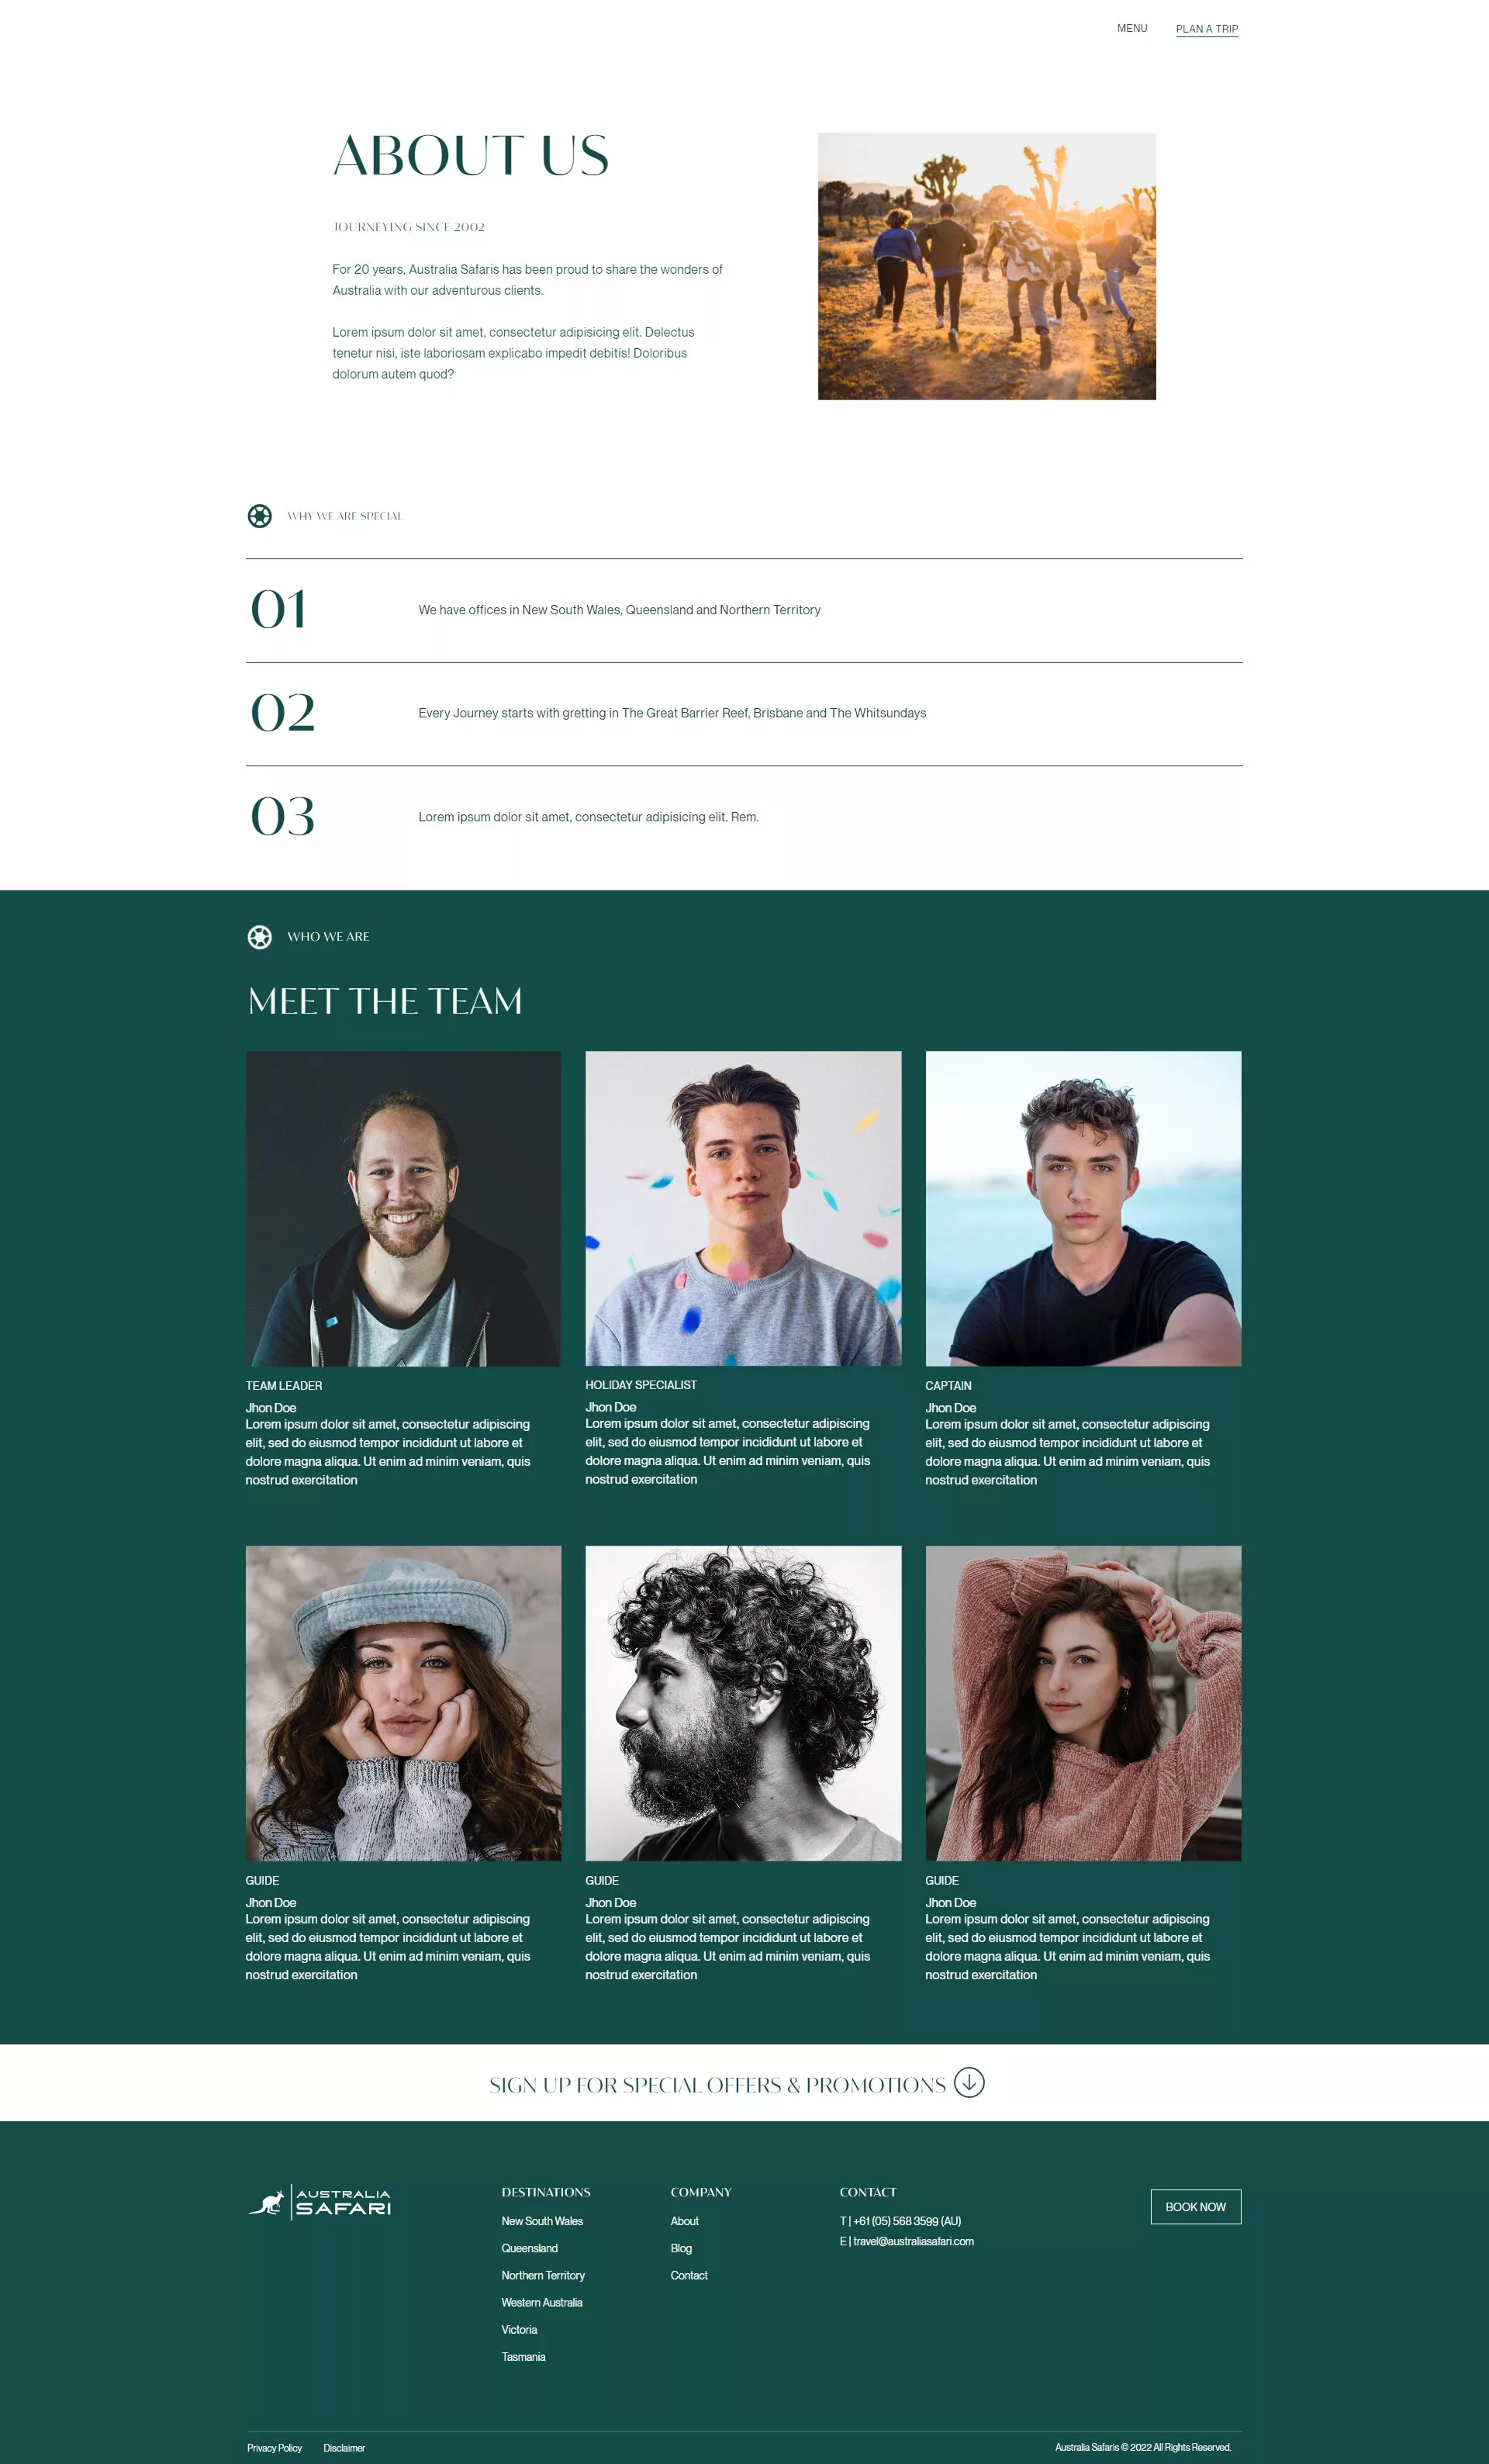 MENU
PLAN A TRIP
ABOUT US
JOURNEYING SINCE 2002
For 20 years, Australia Safaris has been proud to share the wonders of
Australia with our adventurous clients.
Lorem ipsum dolor sit amet, consectetur adipisicing elit. Delectus
tenetur nisi, iste laboriosam explicabo impedit debitis! Doloribus
dolorum autem quod?
WHY WE ARE SPECIAL
01
We have offices in New South Wales, Queensland and Northern Territory
02
Every Journey starts with gretting in The Great Barrier Reef, Brisbane and The Whitsundays
03
Lorem ipsum dolor sit amet, consectetur adipisicing elit. Rem.
WHO WE ARE
MEET THE TEAM
TEAM LEADER
Jhon Doe
Lorem ipsum dolor sit amet, consectetur adipiscing
elit, sed do eiusmod tempor incididunt ut labore et
dolore magna aliqua. Ut enim ad minim veniam, quis
nostrud exercitation
HOLIDAY SPECIALIST
Jhon Doe
Lorem ipsum dolor sit amet, consectetur adipiscing
elit, sed do eiusmod tempor incididunt ut labore et
dolore magna aliqua. Ut enim ad minim veniam, quis
nostrud exercitation
CAPTAIN
Jhon Doe
Lorem ipsum dolor sit amet, consectetur adipiscing
elit, sed do eiusmod tempor incididunt ut labore et
dolore magna aliqua. Ut enim ad minim veniam, quis
nostrud exercitation
GUIDE
Jhon Doe
Lorem ipsum dolor sit amet, consectetur adipiscing
elit, sed do eiusmod tempor incididunt ut labore et
dolore magna aliqua. Ut enim ad minim veniam, quis
nostrud exercitation
GUIDE
Jhon Doe
Lorem ipsum dolor sit amet, consectetur adipiscing
elit, sed do eiusmod tempor incididunt ut labore et
dolore magna aliqua. Ut enim ad minim veniam, quis
nostrud exercitation
GUIDE
Jhon Doe
Lorem ipsum dolor sit amet, consectetur adipiscing
elit, sed do eiusmod tempor incididunt ut labore et
dolore magna aliqua. Ut enim ad minim veniam, quis
nostrud exercitation
SIGN UP FOR SPECIAL OFFERS & PROMOTIONS
AUSTRALIA
SAFARI
DESTINATIONS
New South Wales
Queensland
Northern Territory
Western Australia
Victoria
Tasmania
COMPANY
About
Blog
Contact
CONTACT
T | +61 (05) 568 3599 (AU)
E | travel@australiasafari.com
BOOK NOW
Privacy Policy
Disclaimer
Australia Safaris © 2022 All Rights Reserved.